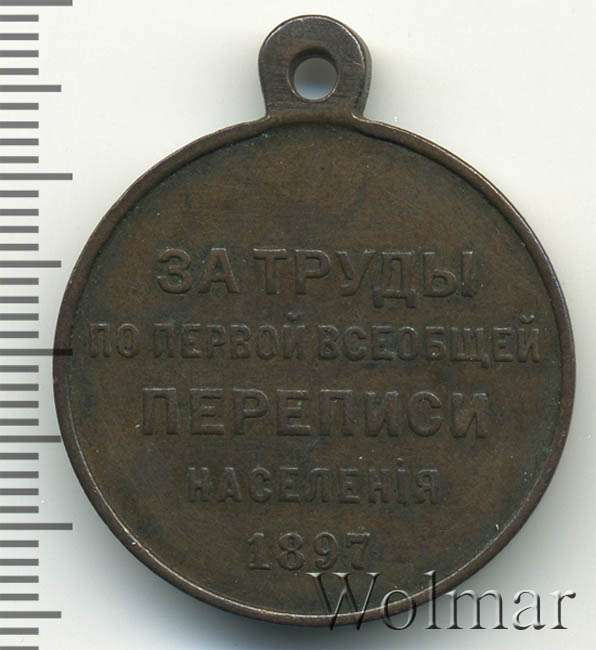 ЗА ТРУДЫ
ПО ПЕРВОЙ ВСЕОБЩЕЙ
ПЕРЕПИСИ
НАСЕЛЕНІЯ
1897
Wolmar